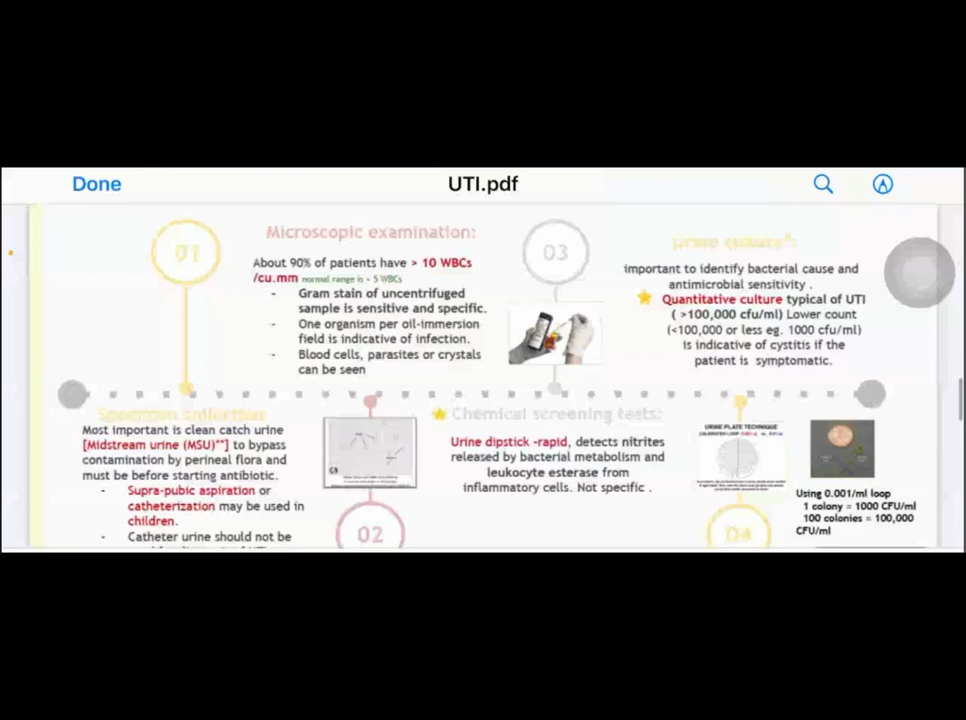 Done
UTI.pdf
01
Microscopic examination:
About 90% of patients have > 10 WBCs
/cu.mm normal range is < 5 WBCs
- Gram stain of uncentrifuged
sample is sensitive and specific.
- One organism per oil-immersion
field is indicative of infection.
- Blood cells, parasites or crystals
can be seen
03
Urine culture
important to identify bacterial cause and
antimicrobial sensitivity .
Quantitative culture typical of UTI
( >100,000 cfu/ml) Lower count
(<100,000 or less eg. 1000 cfu/ml)
is indicative of cystitis if the
patient is symptomatic.
Specimen collection
Most important is clean catch urine
[Midstream urine (MSU)**] to bypass
contamination by perineal flora and
must be before starting antibiotic.
- Supra-pubic aspiration or
catheterization may be used in
children.
- Catheter urine should not be
02
Chemical screening tests:
Urine dipstick -rapid, detects nitrites
released by bacterial metabolism and
leukocyte esterase from
inflammatory cells. Not specific .
URINE PLATE TECHNIQUE
04
Using 0.001/ml loop
1 colony = 1000 CFU/ml
100 colonies = 100,000
CFU/ml